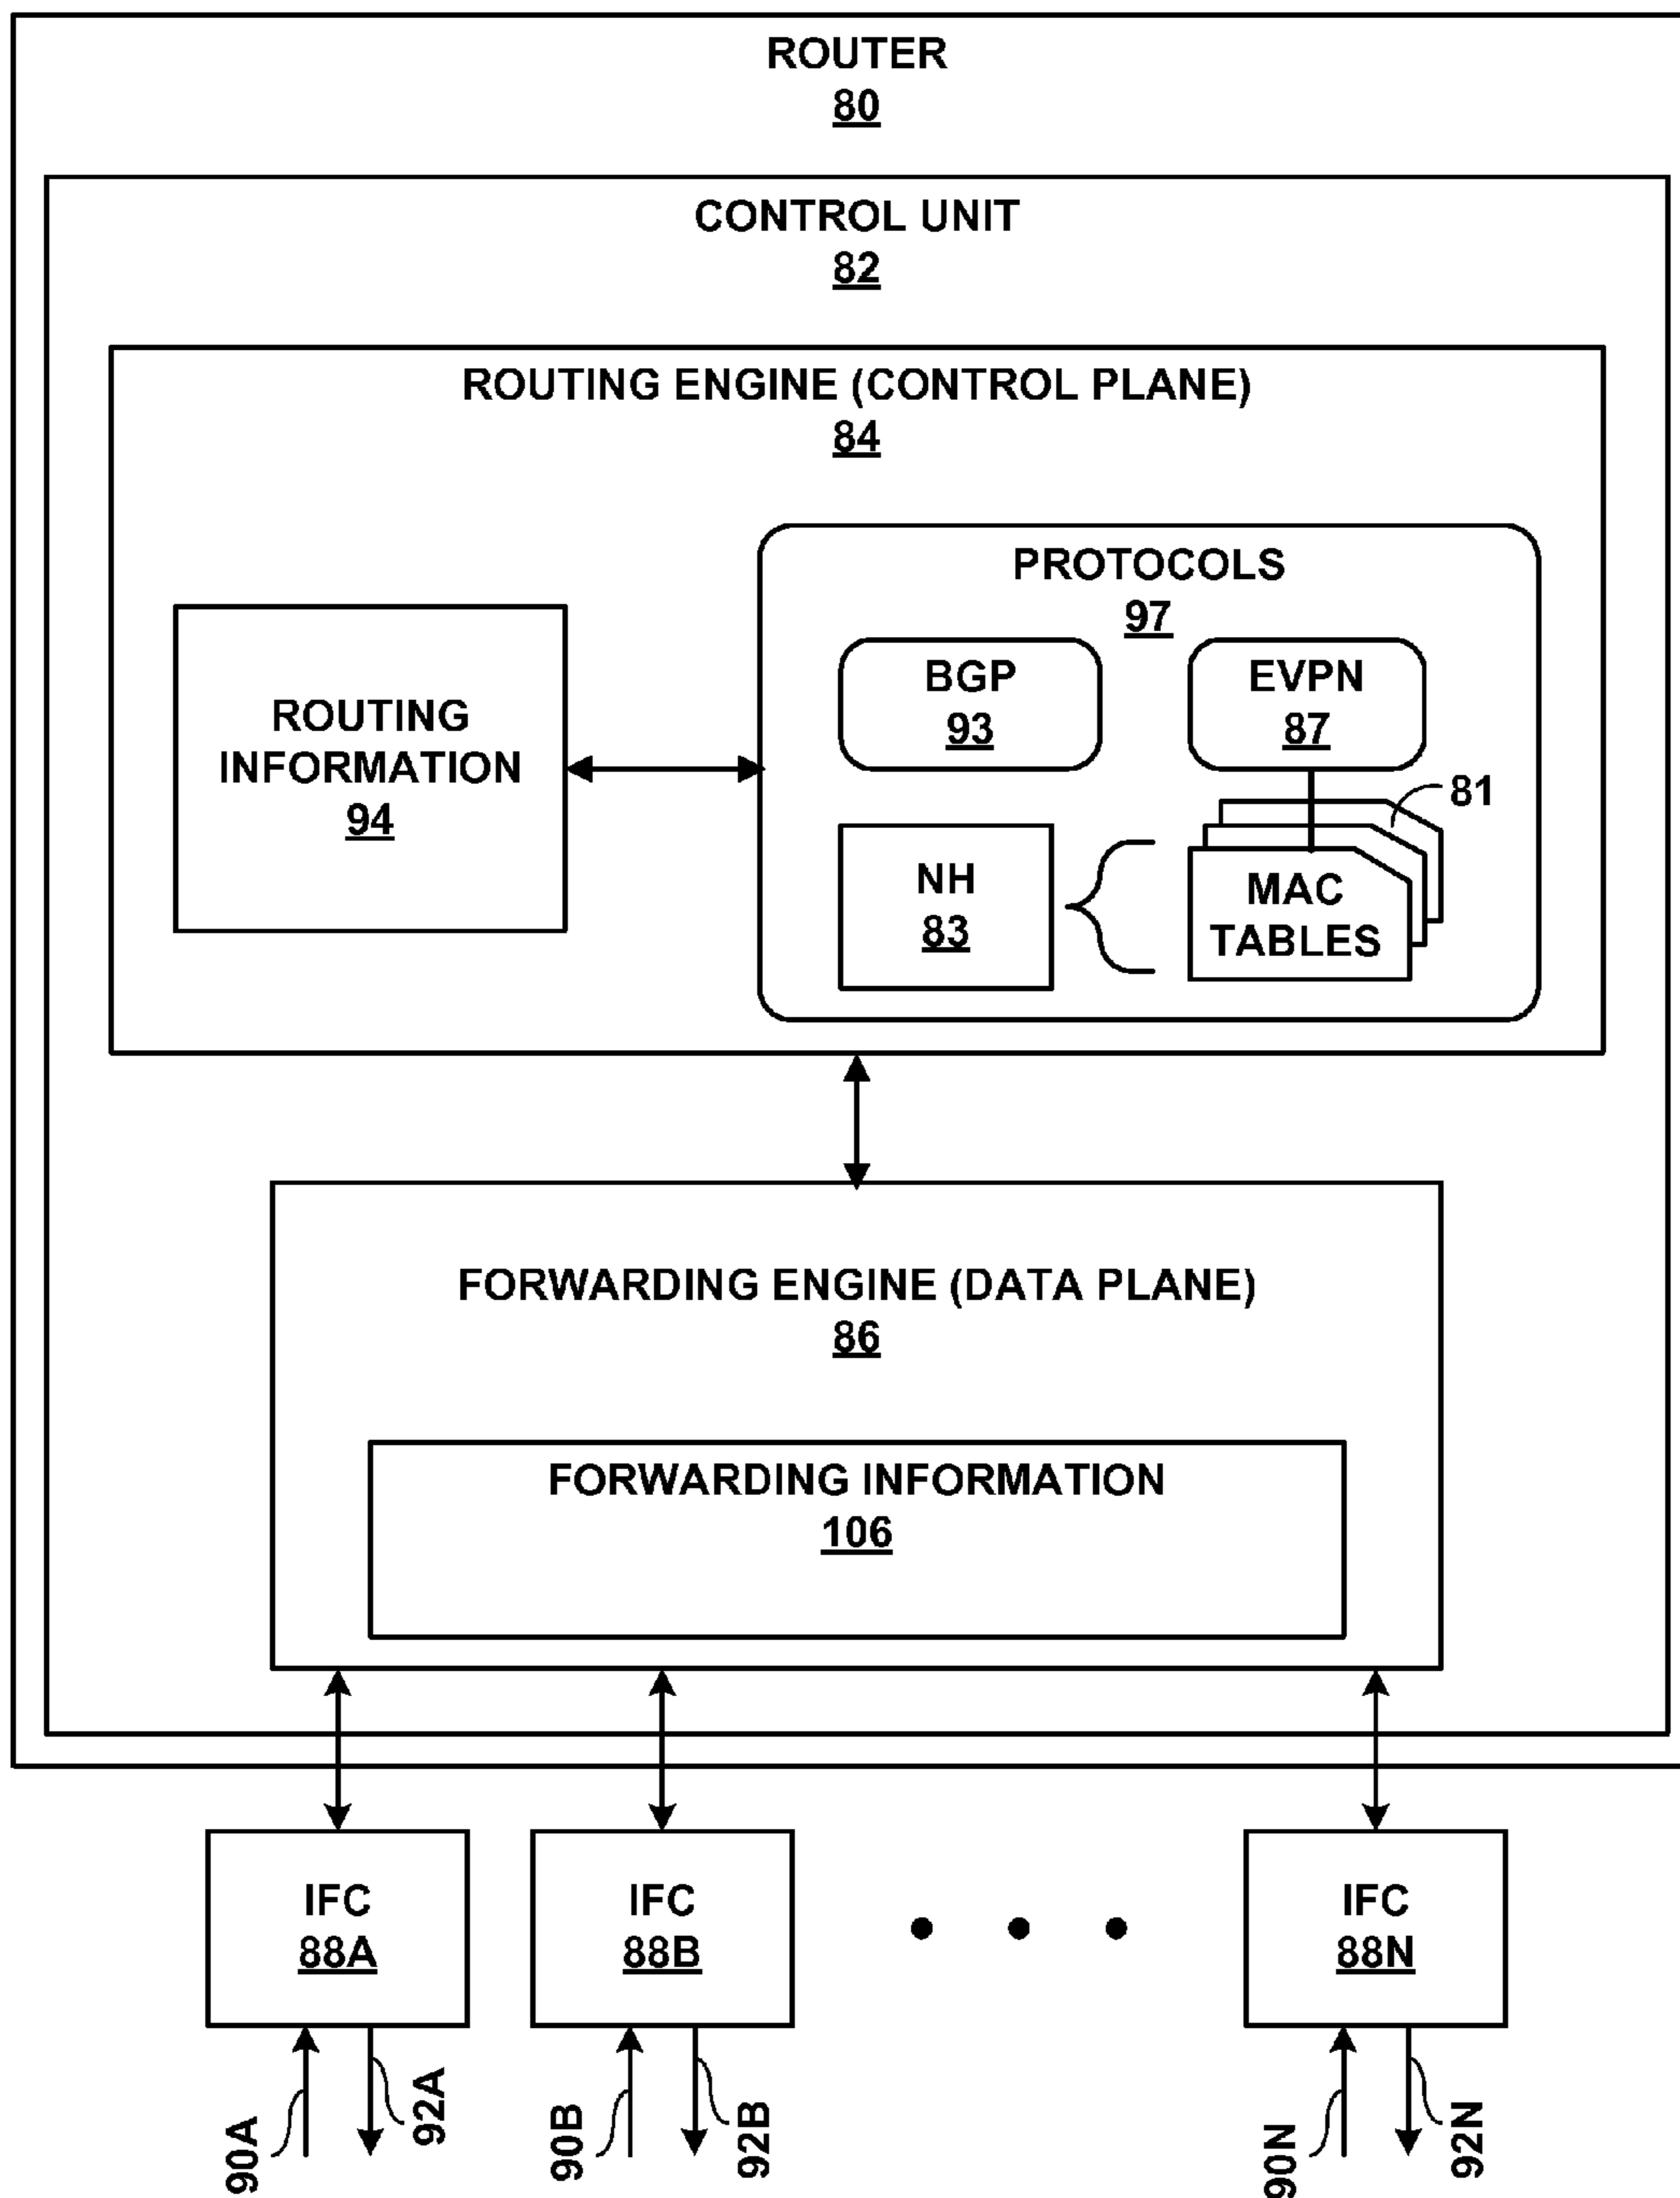 ROUTER
80
CONTROL UNIT
82
ROUTING ENGINE (CONTROL PLANE)
84
PROTOCOLS
97
ROUTING
INFORMATION
94
BGP
93
EVPN
87
81
NH
83
MAC
TABLES
FORWARDING ENGINE (DATA PLANE)
86
FORWARDING INFORMATION
106
IFC
88A
IFC
88B
IFC
88N
90A
92A
90B
92B
90N
92N